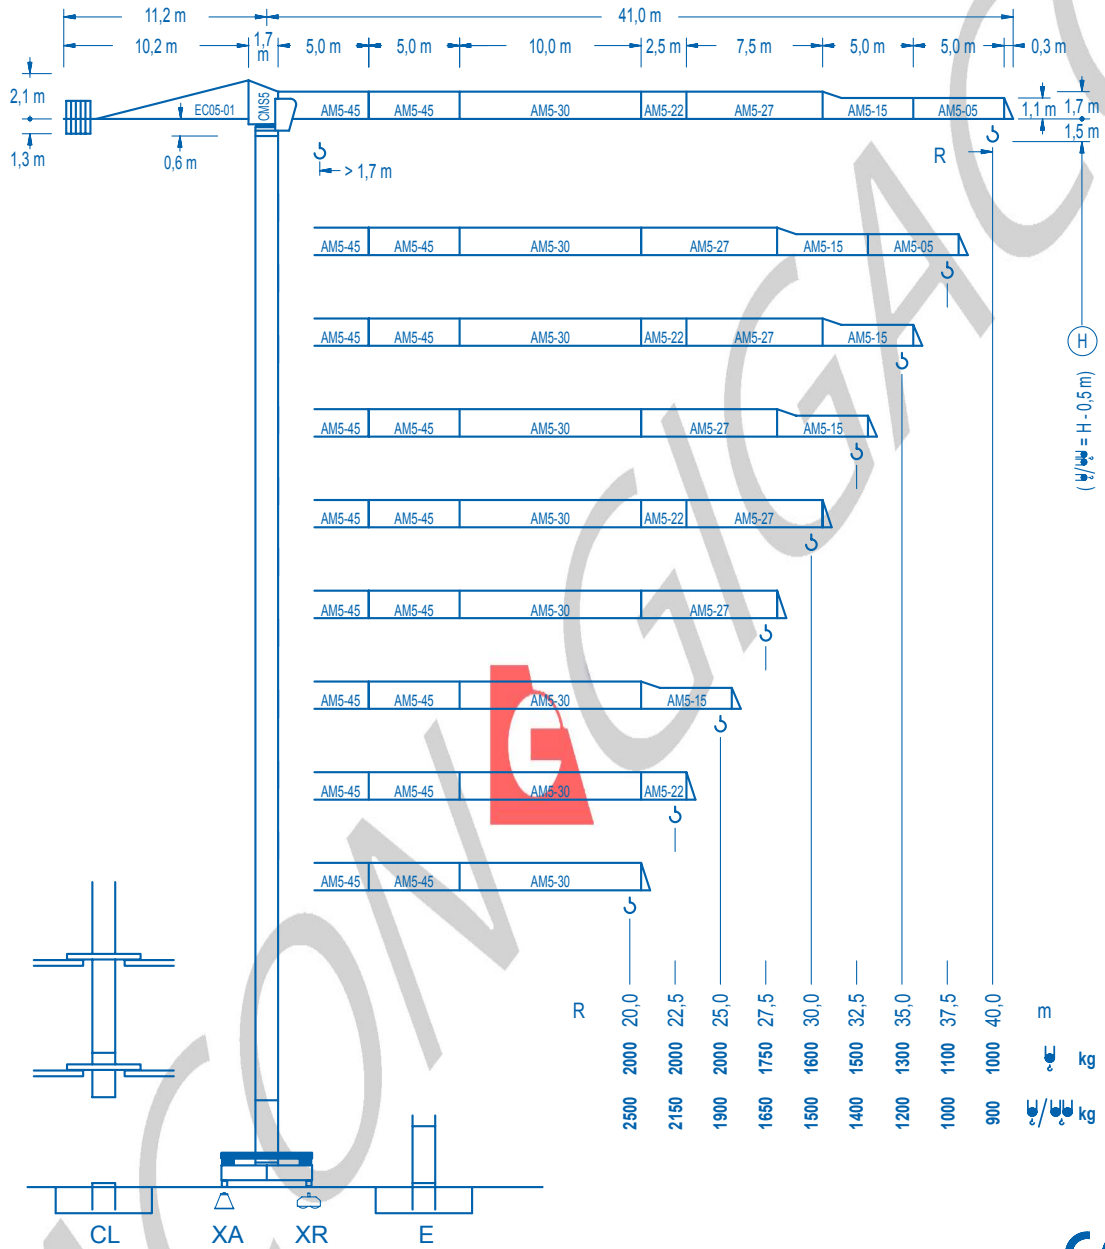 11,2 m 41,0 m
10,2 m 1,7 m 5,0 m 5,0 m 10,0 m 2,5 m 7,5 m 5,0 m 5,0 m 0,3 m
2,1 m EC05-01 CMS5 AM5-45 AM5-45 AM5-30 AM5-22 AM5-27 AM5-15 AM5-05 1,1 m 1,7 m
1,3 m 0,6 m > 1,7 m R 1,5 m
AM5-45 AM5-45 AM5-30 AM5-27 AM5-15 AM5-05
AM5-45 AM5-45 AM5-30 AM5-22 AM5-27 AM5-15
H
( / = H - 0,5 m)
AM5-45 AM5-45 AM5-30 AM5-27 AM5-15
AM5-45 AM5-45 AM5-30 AM5-22 AM5-27
AM5-45 AM5-45 AM5-30 AM5-27
AM5-45 AM5-45 AM5-30 AM5-15
AM5-45 AM5-45 AM5-30 AM5-22
AM5-45 AM5-45 AM5-30
R 20,0 22,5 25,0 27,5 30,0 32,5 35,0 37,5 40,0 m
2000 2000 2000 1750 1600 1500 1300 1100 1000 kg
2500 2150 1900 1650 1500 1400 1200 1000 900 / kg
CL XA XR E
CON GIGAC